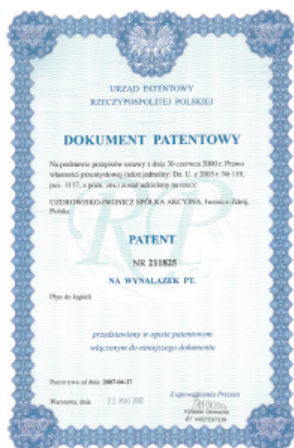 URZĄD PATENTOWY
RZECZYPOSPOLITEJ POLSKIEJ
DOKUMENT PATENTOWY
Na podstawie przepisów ustawy z dnia 30 czerwca 2000 r. Prawo
własności przemysłowej (tekst jednolity: Dz. U. z 2003 r. Nr 119,
poz. 1117, z późn. zm.) został udzielony na rzecz:
UZDROWISKO-IWONICZ SPÓŁKA AKCYJNA, Iwonicz-Zdrój,
Polska
PATENT
NR 211825
NA WYNALAZEK PT.
Płyn do kąpieli
przedstawiony w opisie patentowym
włączonym do niniejszego dokumentu
Patent trwa od dnia: 2007-04-27
Z upoważnienia Prezesa
Warszawa, dnia